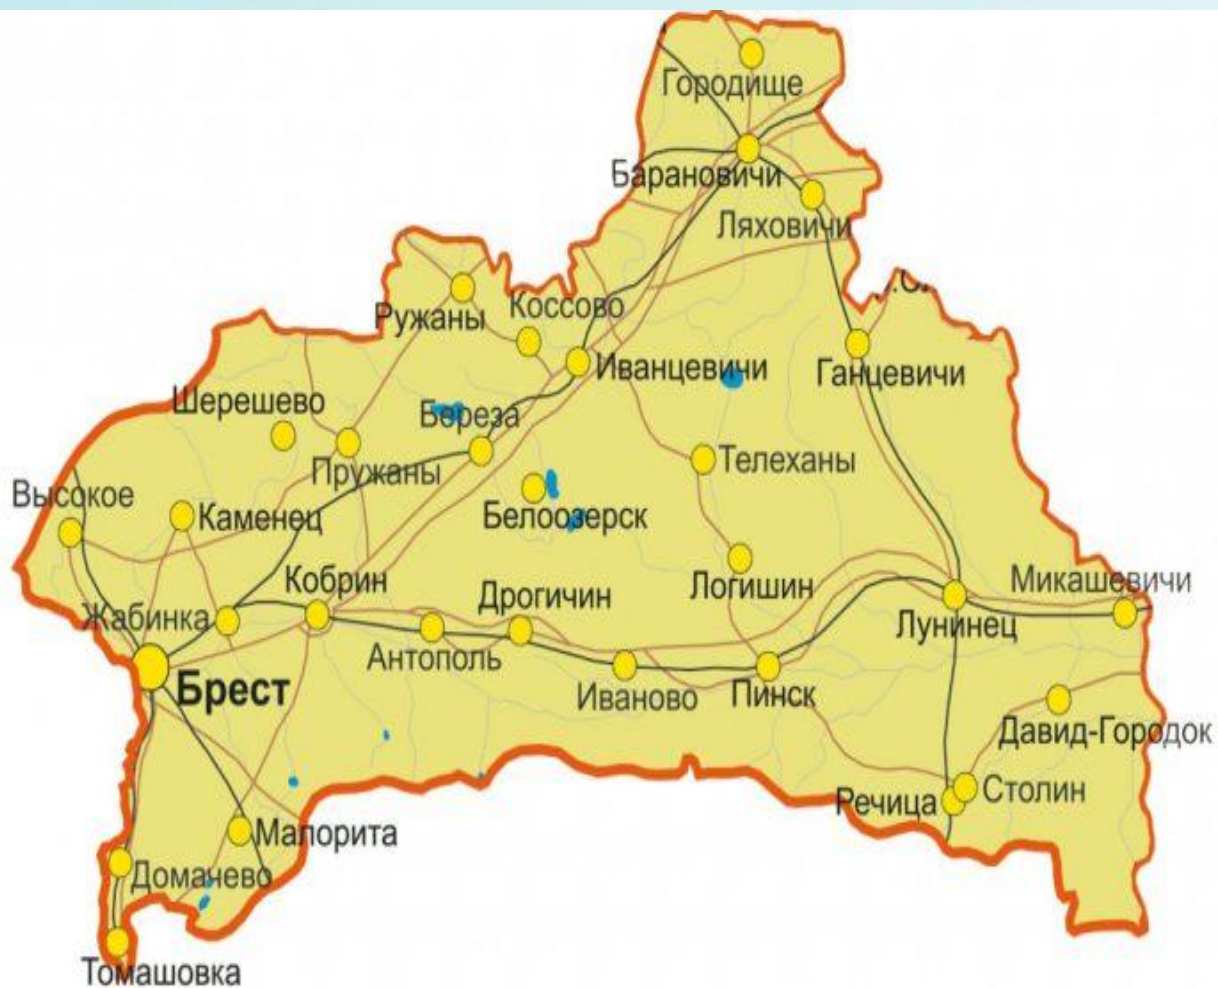 Городище
Барановичи
Ляховичи
Ружаны
Коссово
Иванцевичи
Ганцевичи
Шерешево
Береза
Пружаны
Телеханы
Высокое
Каменец
Белоозерск
Кобрин
Дрогичин
Логишин
Микашевичи
Жабинка
Лунинец
Антополь
Брест
Иваново
Пинск
Давид-Городок
Столин
Речица
Малорита
Домачево
Томашовка